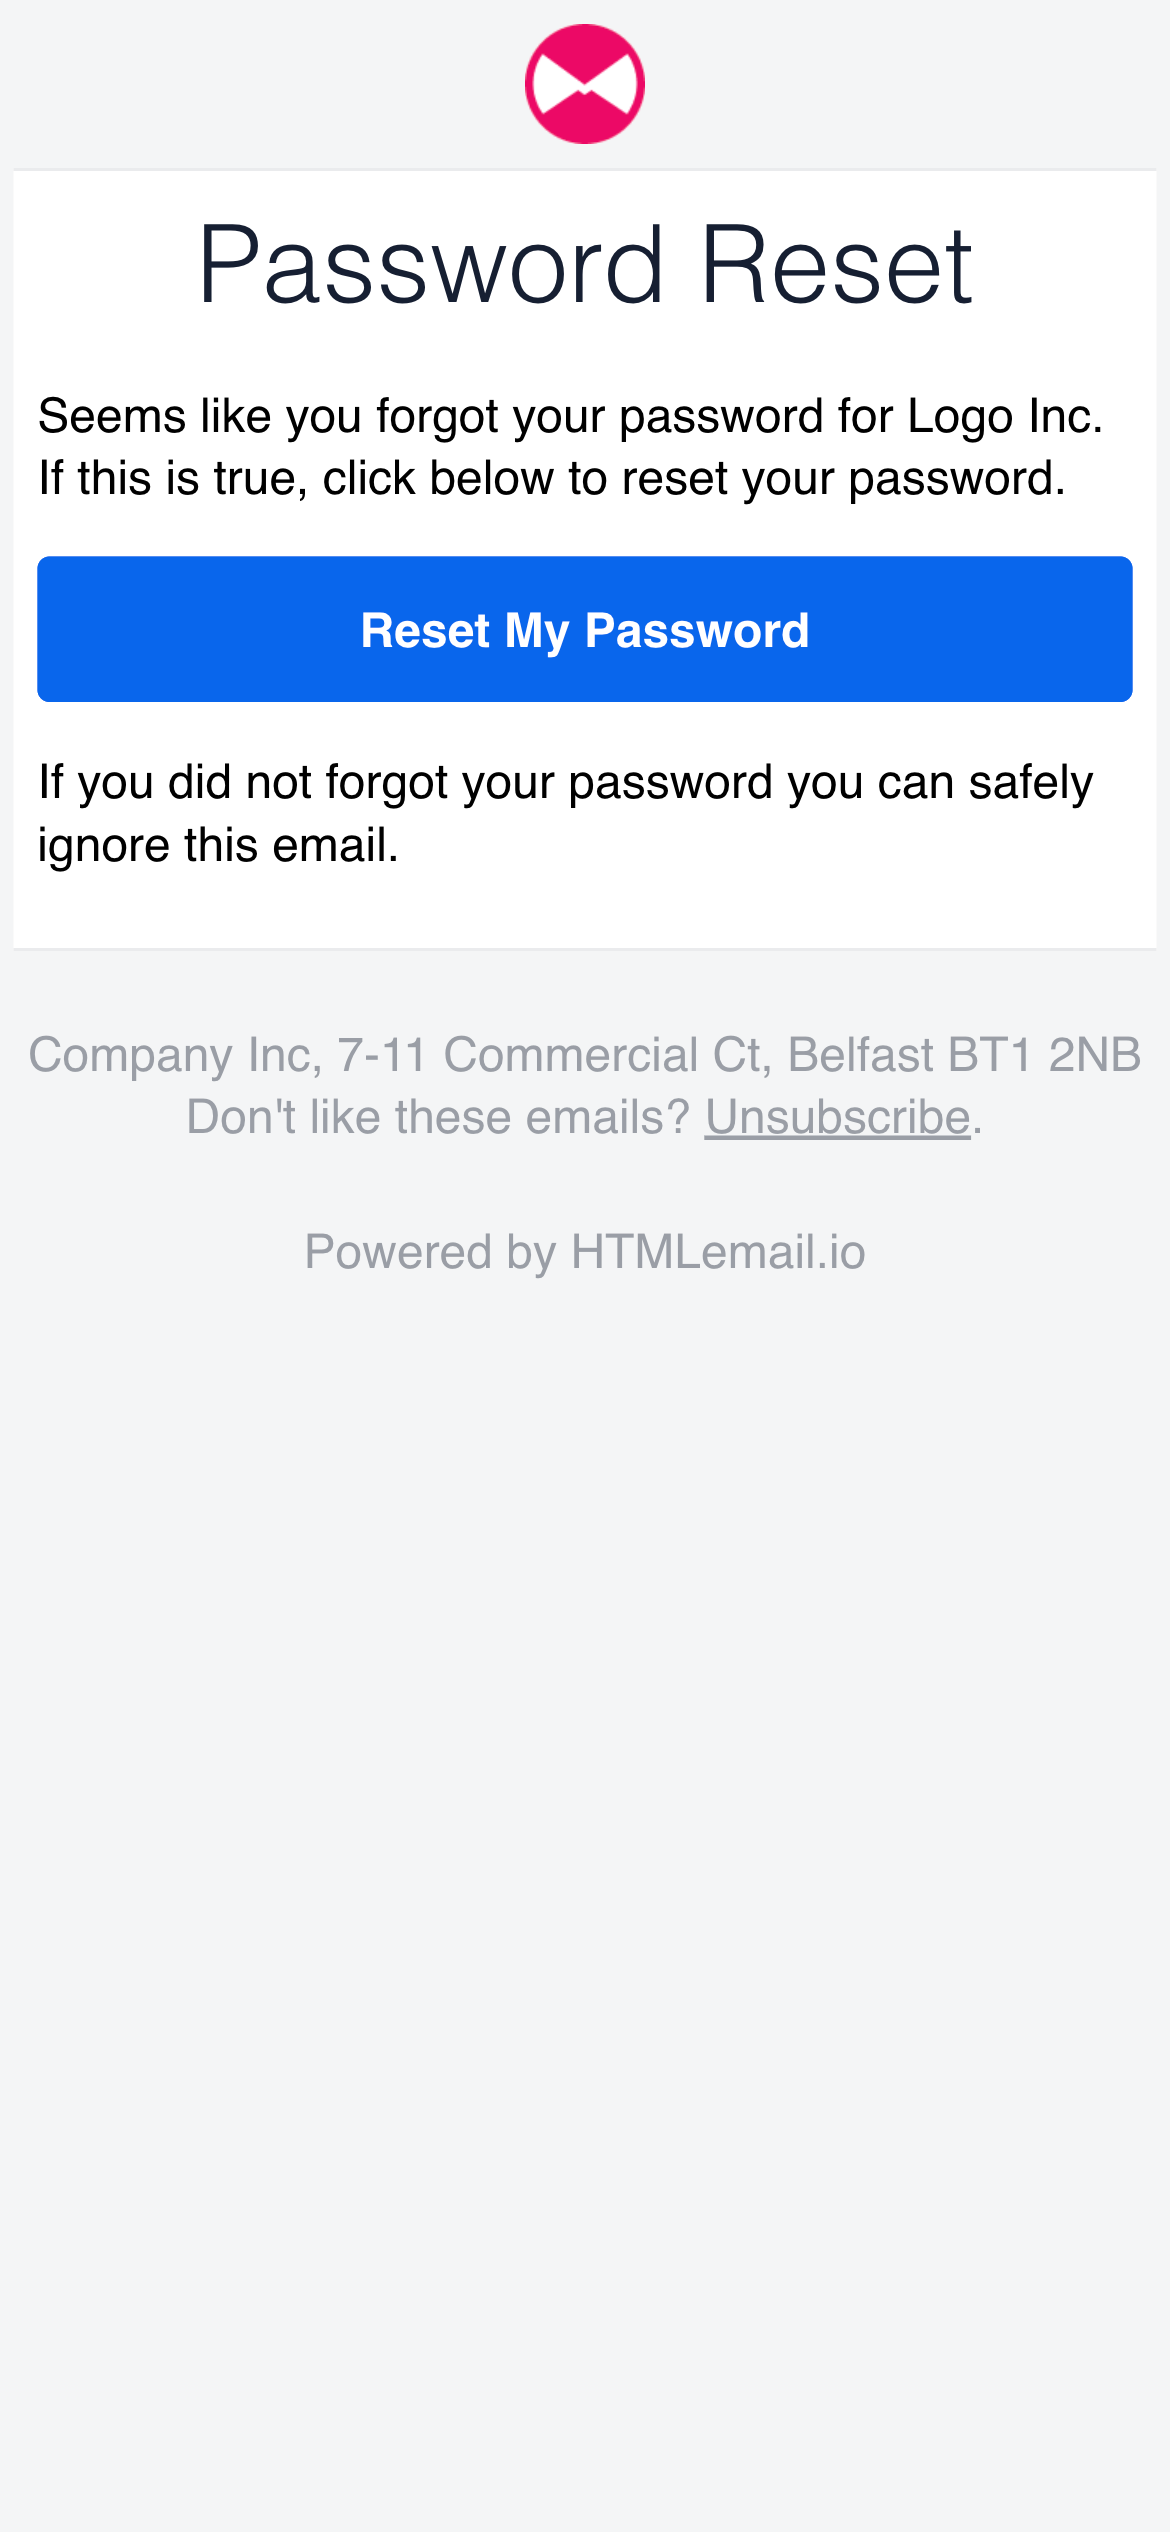 Password Reset
Seems like you forgot your password for Logo Inc.
If this is true, click below to reset your password.
Reset My Password
If you did not forgot your password you can safely
ignore this email.
Company Inc, 7-11 Commercial Ct, Belfast BT1 2NB
Don't like these emails? Unsubscribe.
Powered by HTMLemail.io